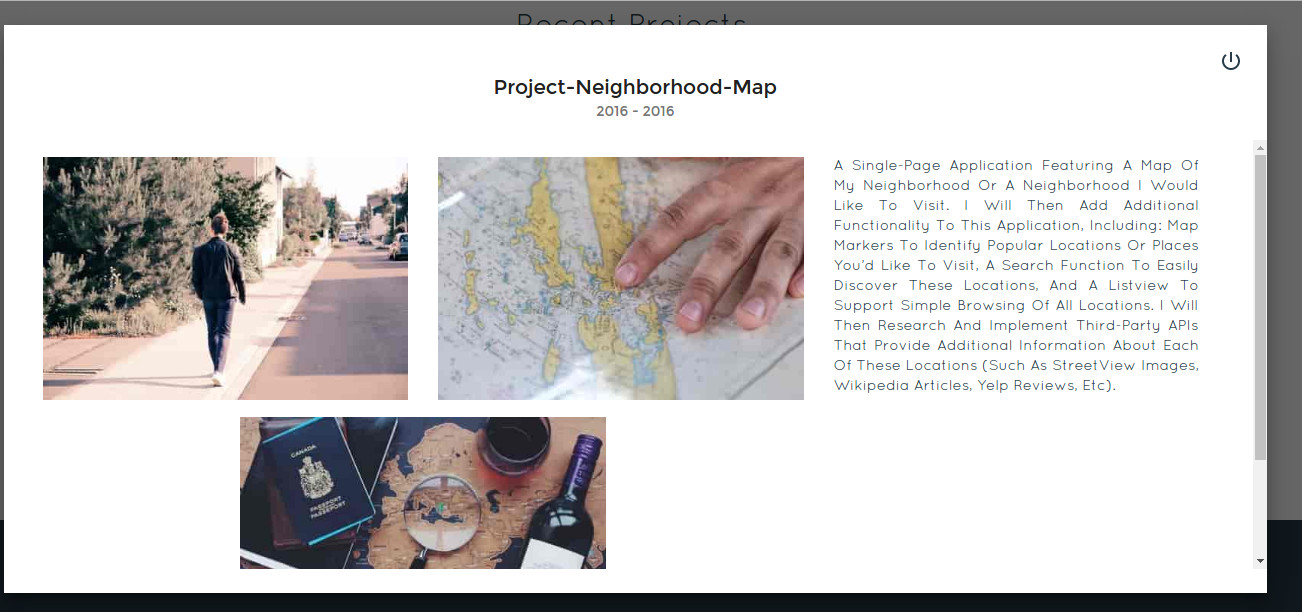 Recent Projects
Project-Neighborhood-Map
2016 - 2016
A Single-Page Application Featuring A Map Of
My Neighborhood Or A Neighborhood I Would
Like To Visit. I Will Then Add Additional
Functionality To This Application, Including: Map
Markers To Identify Popular Locations Or Places
You'd Like To Visit, A Search Function To Easily
Discover These Locations, And A Listview To
Support Simple Browsing Of All Locations. I Will
Then Research And Implement Third-Party APIs
That Provide Additional Information About Each
Of These Locations (Such As StreetView Images,
Wikipedia Articles, Yelp Reviews, Etc).
CANADA
PASSPORT
PASSEPORT